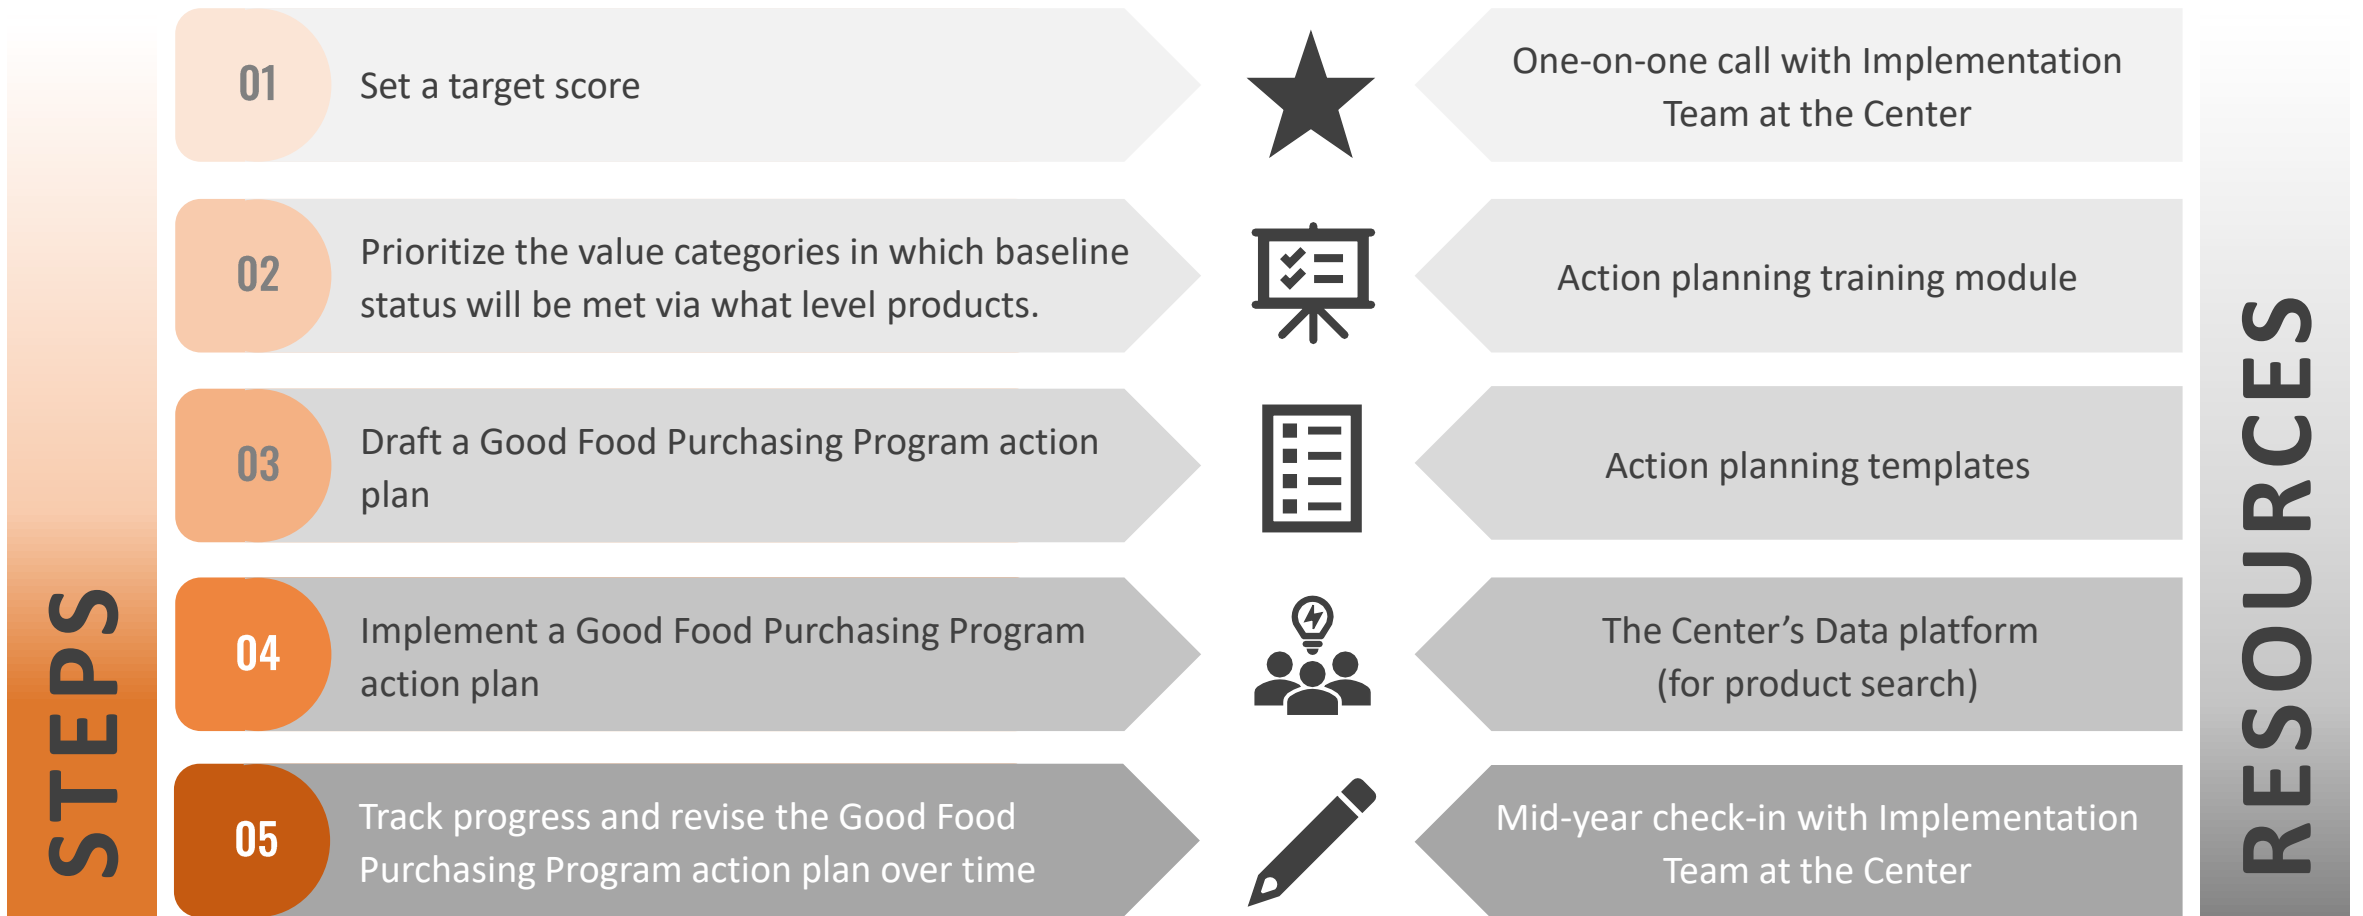 STEPS
01
Set a target score
One-on-one call with Implementation
Team at the Center
02
Prioritize the value categories in which baseline
status will be met via what level products.
Action planning training module
03
Draft a Good Food Purchasing Program action
plan
Action planning templates
04
Implement a Good Food Purchasing Program
action plan
The Center’s Data platform
(for product search)
05
Track progress and revise the Good Food
Purchasing Program action plan over time
Mid-year check-in with Implementation
Team at the Center
RESOURCES